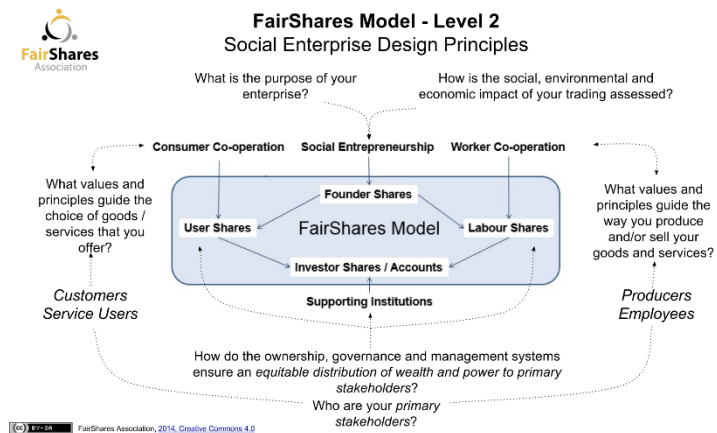 FairShares Model - Level 2
Social Enterprise Design Principles
FairShares
Association
What is the purpose of your
enterprise?
How is the social, environmental and
economic impact of your trading assessed?
Consumer Co-operation
Social Entrepreneurship
Worker Co-operation
What values and
principles guide the
choice of goods /
services that you
offer?
Founder Shares
User Shares
FairShares Model
Labour Shares
Investor Shares / Accounts
What values and
principles guide the
way you produce
and/or sell your
goods and services?
Customers
Service Users
Supporting Institutions
Producers
Employees
How do the ownership, governance and management systems
ensure an equitable distribution of wealth and power to primary
stakeholders?
Who are your primary
stakeholders?
(cc) BY-SA
FairShares Association, 2014, Creative Commons 4.0